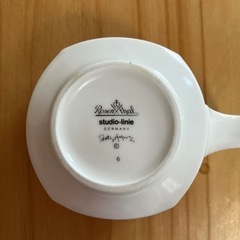 Rosenthal
studio-linie
GERMANY
©
6